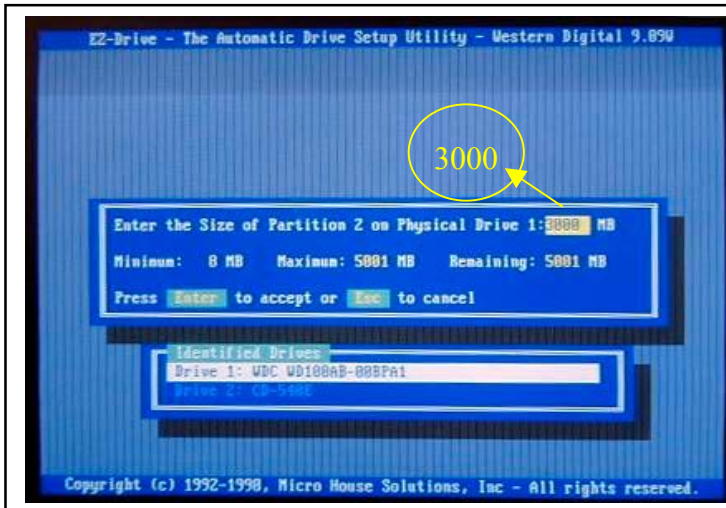 EZ-Drive - The Automatic Drive Setup Utility - Western Digital 9.09W
3000
Enter the Size of Partition 2 on Physical Drive 1:3000 MB
Minimum: 0 MB Maximum: 5001 MB Remaining: 5001 MB
Press Enter to accept or Esc to cancel
Identified Drives
Drive 1: WDC WD100AB-00BPA1
Drive 2: CD-540E
Copyright (c) 1992-1998, Micro House Solutions, Inc - All rights reserved.